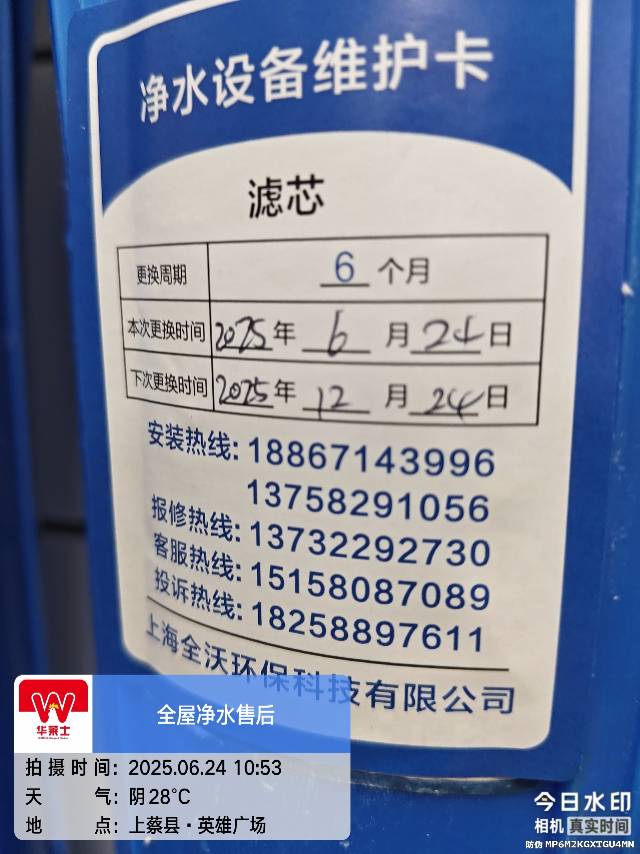 净水设备维护卡
滤芯
更换周期 6 个月
本次更换时间 2025年 6 月 24 日
下次更换时间 2025年 12 月 24 日
安装热线: 18867143996
13758291056
报修热线: 13732292730
客服热线: 15158087089
投诉热线: 18258897611
上海全沃环保科技有限公司
华莱士
全屋净水售后
拍摄时间: 2025.06.24 10:53
天气: 阴28℃
地点: 上蔡县·英雄广场
今日水印
相机 真实时间
防伪 MP6M2KGXTGU4MN